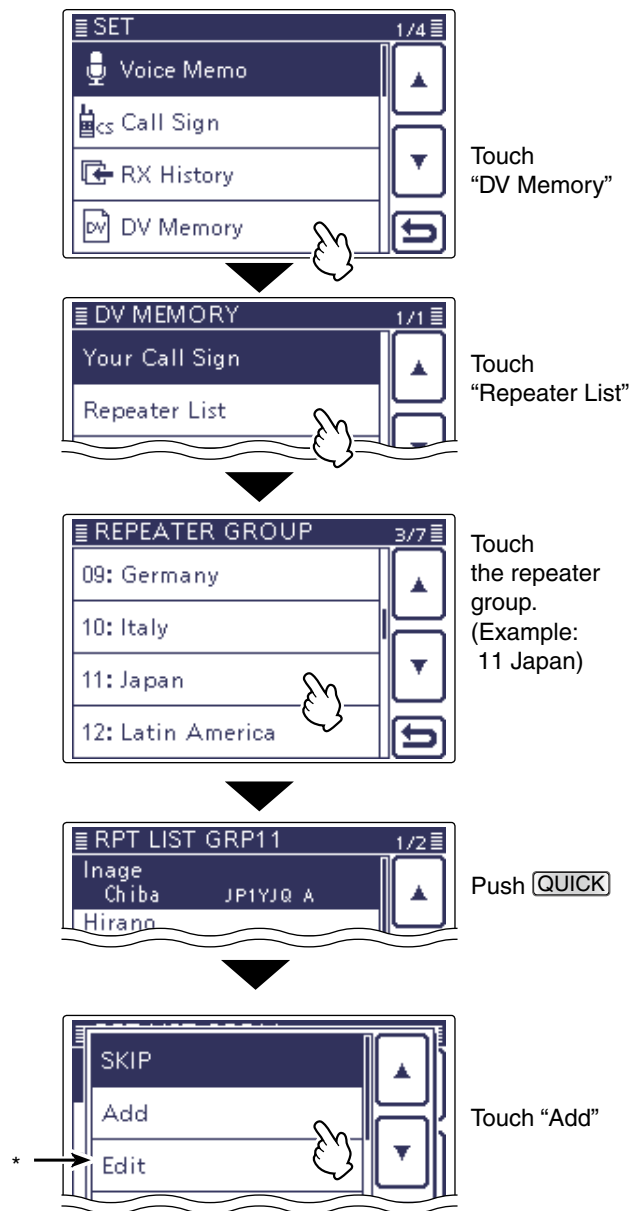 SET 1/4
Voice Memo
CS Call Sign
RX History
DV DV Memory
Touch
“DV Memory”
DV MEMORY 1/1
Your Call Sign
Repeater List
Touch
“Repeater List”
REPEATER GROUP 3/7
09: Germany
10: Italy
11: Japan
12: Latin America
Touch
the repeater
group.
(Example:
11 Japan)
RPT LIST GRP11 1/2
Inage
Chiba JP1YJQ A
Hirano
Push QUICK
SKIP
Add
* Edit
Touch “Add”